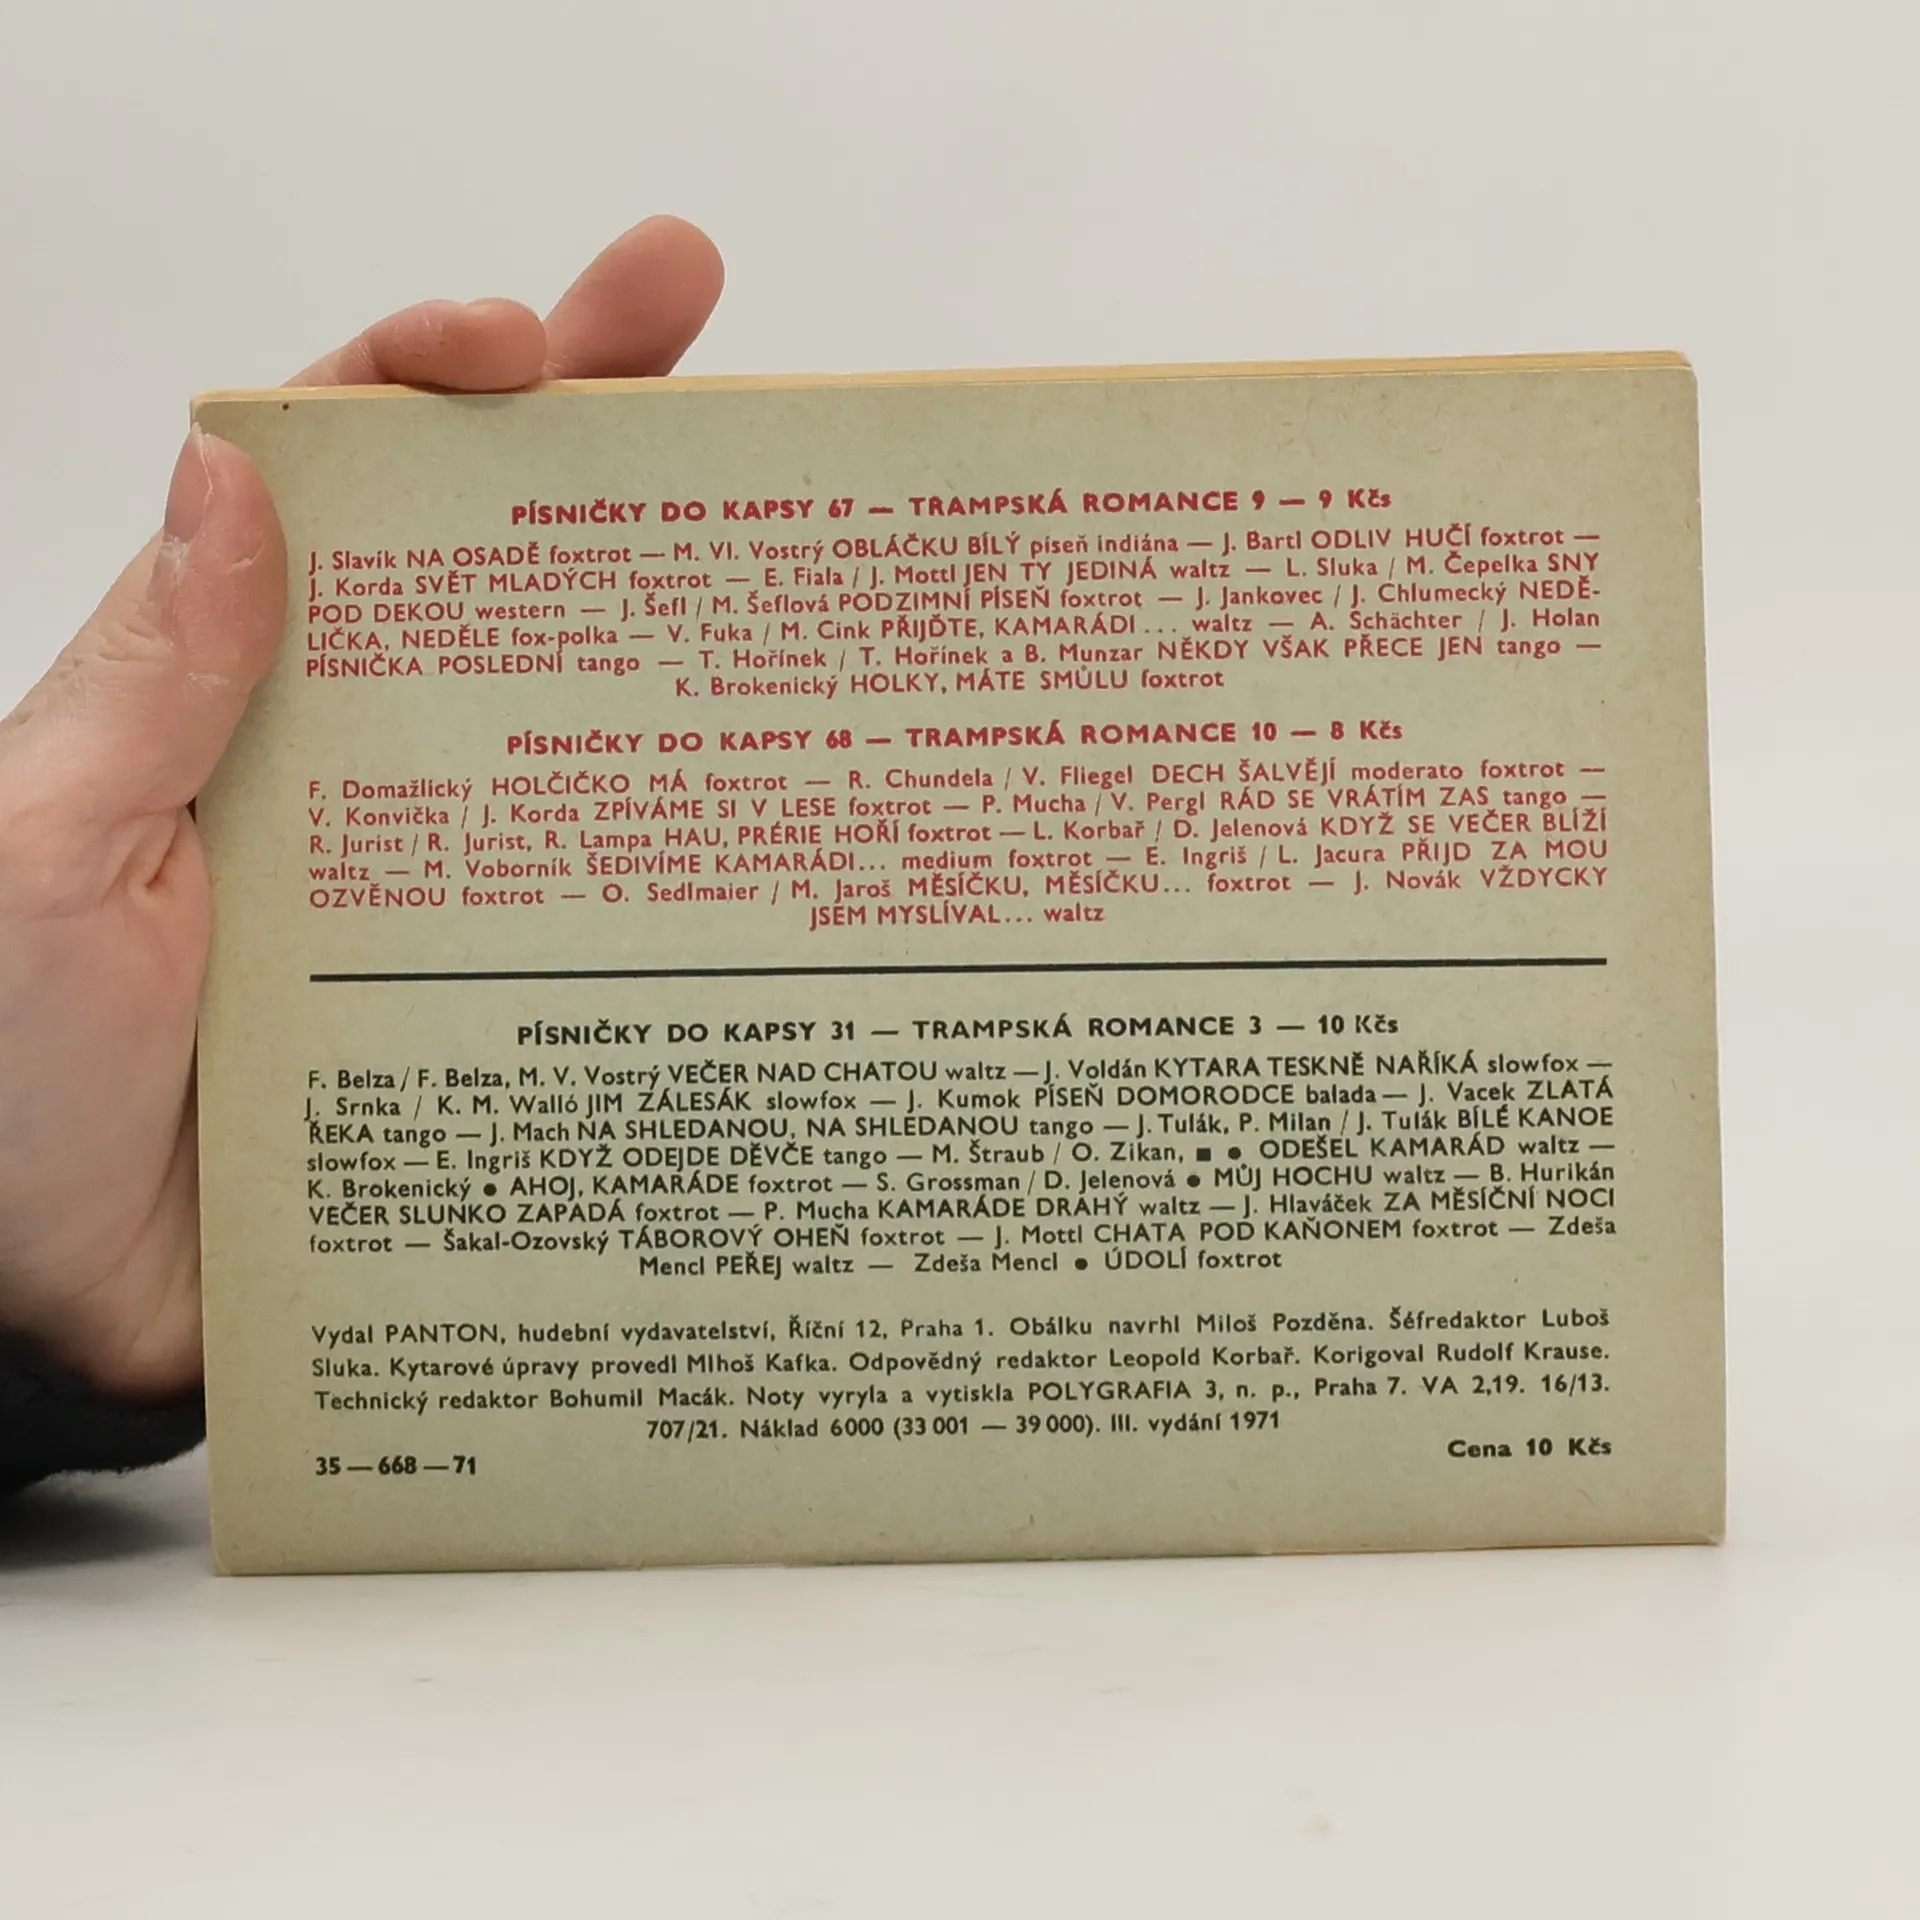 PÍSNIČKY DO KAPSY 67 — TRAMPSKÁ ROMANCE 9 — 9 Kčs
J. Slavík NA OSADĚ foxtrot — M. VI. Vostrý OBLÁČKU BÍLÝ píseň indiána — J. Bartl ODLIV HUČÍ foxtrot —
J. Korda SVĚT MLADÝCH foxtrot — E. Fiala / J. Mottl JEN TY JEDINÁ waltz — L. Sluka / M. Čepelka SNY
POD DEKOU western — J. Šefl / M. Šeflová PODZIMNÍ PÍSEŇ foxtrot — J. Jankovec / J. Chlumecký NEDĚ-
LIČKA, NEDĚLE fox-polka — V. Fuka / M. Cink PŘIJĎTE, KAMARÁDI... waltz — A. Schächter / J. Holan
PÍSNIČKA POSLEDNÍ tango — T. Hořínek / T. Hořínek a B. Munzar NĚKDY VŠAK PŘECE JEN tango —
K. Brokenický HOLKY, MÁTE SMŮLU foxtrot
PÍSNIČKY DO KAPSY 68 — TRAMPSKÁ ROMANCE 10 — 8 Kčs
F. Domažlický HOLČIČKO MÁ foxtrot — R. Chundela / V. Fliegel DECH ŠALVĚJÍ moderato foxtrot —
V. Konvička / J. Korda ZPÍVÁME SI V LESE foxtrot — P. Mucha / V. Pergl RÁD SE VRÁTÍM ZAS tango —
R. Jurist / R. Jurist, R. Lampa HAU, PRÉRIE HOŘÍ foxtrot — L. Korbař / D. Jelenová KDYŽ SE VEČER BLÍŽÍ
waltz — M. Voborník ŠEDIVÍME KAMARÁDI... medium foxtrot — E. Ingriš / L. Jacura PŘIJD ZA MOU
OZVĚNOU foxtrot — O. Sedlmaier / M. Jaroš MĚSÍČKU, MĚSÍČKU... foxtrot — J. Novák VŽDYCKY
JSEM MYSLÍVAL... waltz
PÍSNIČKY DO KAPSY 31 — TRAMPSKÁ ROMANCE 3 — 10 Kčs
F. Belza / F. Belza, M. V. Vostrý VEČER NAD CHATOU waltz — J. Voldán KYTARA TESKNĚ NAŘÍKÁ slowfox —
J. Srnka / K. M. Walló JIM ZÁLESÁK slowfox — J. Kumok PÍSEŇ DOMORODCE balada — J. Vacek ZLATÁ
ŘEKA tango — J. Mach NA SHLEDANOU, NA SHLEDANOU tango — J. Tulák, P. Milan / J. Tulák BÍLÉ KANOE
slowfox — E. Ingriš KDYŽ ODEJDE DĚVČE tango — M. Štraub / O. Zikan, ■ ● ODEŠEL KAMARÁD waltz —
K. Brokenický ● AHOJ, KAMARÁDE foxtrot — S. Grossman / D. Jelenová ● MŮJ HOCHU waltz — B. Hurikán
VEČER SLUNKO ZAPADÁ foxtrot — P. Mucha KAMARÁDE DRAHÝ waltz — J. Hlaváček ZA MĚSÍČNÍ NOCI
foxtrot — Šakal-Ozovský TÁBOROVÝ OHEŇ foxtrot — J. Mottl CHATA POD KAŇONEM foxtrot — Zdeša
Mencl PEŘEJ waltz — Zdeša Mencl ● ÚDOLÍ foxtrot
Vydal PANTON, hudební vydavatelství, Říční 12, Praha 1. Obálku navrhl Miloš Pozděna. Šéfredaktor Luboš
Sluka. Kytarové úpravy provedl Mlhoš Kafka. Odpovědný redaktor Leopold Korbař. Korigoval Rudolf Krause.
Technický redaktor Bohumil Macák. Noty vyryla a vytiskla POLYGRAFIA 3, n. p., Praha 7. VA 2,19. 16/13.
707/21. Náklad 6000 (33 001 — 39 000). III. vydání 1971
Cena 10 Kčs
35 — 668 — 71